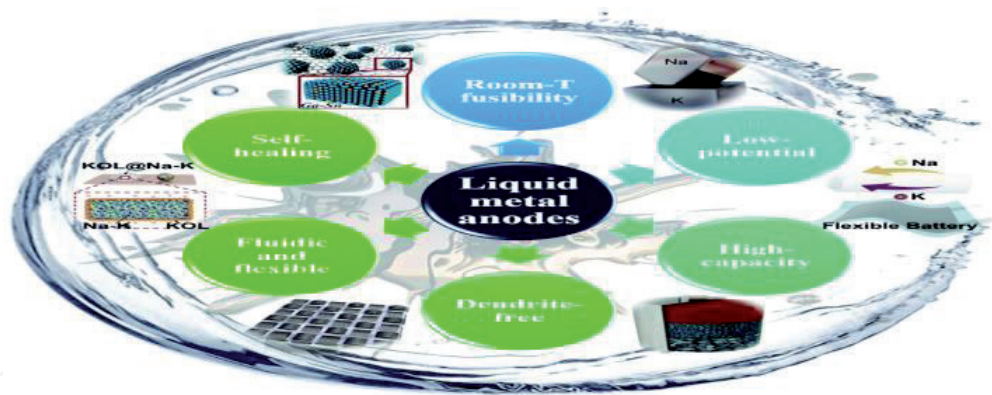 Room-T
fusibility
Na
K
Ga-Sn
Self-
healing
Low-
potential
KOL@Na-K
Na-K
KOL
Liquid
metal
anodes
Na
K
Flexible Battery
Fluidic
and
flexible
High-
capacity
Dendrite-
free